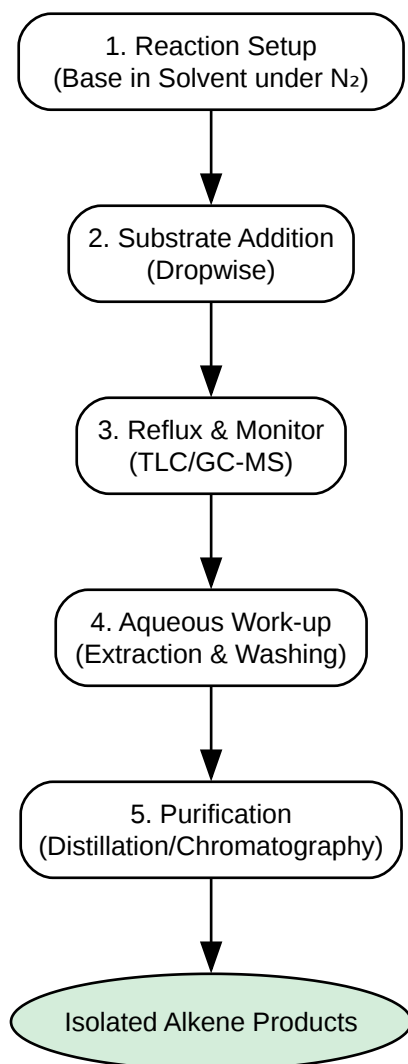 1. Reaction Setup
(Base in Solvent under N₂)
2. Substrate Addition
(Dropwise)
3. Reflux & Monitor
(TLC/GC-MS)
4. Aqueous Work-up
(Extraction & Washing)
5. Purification
(Distillation/Chromatography)
Isolated Alkene Products